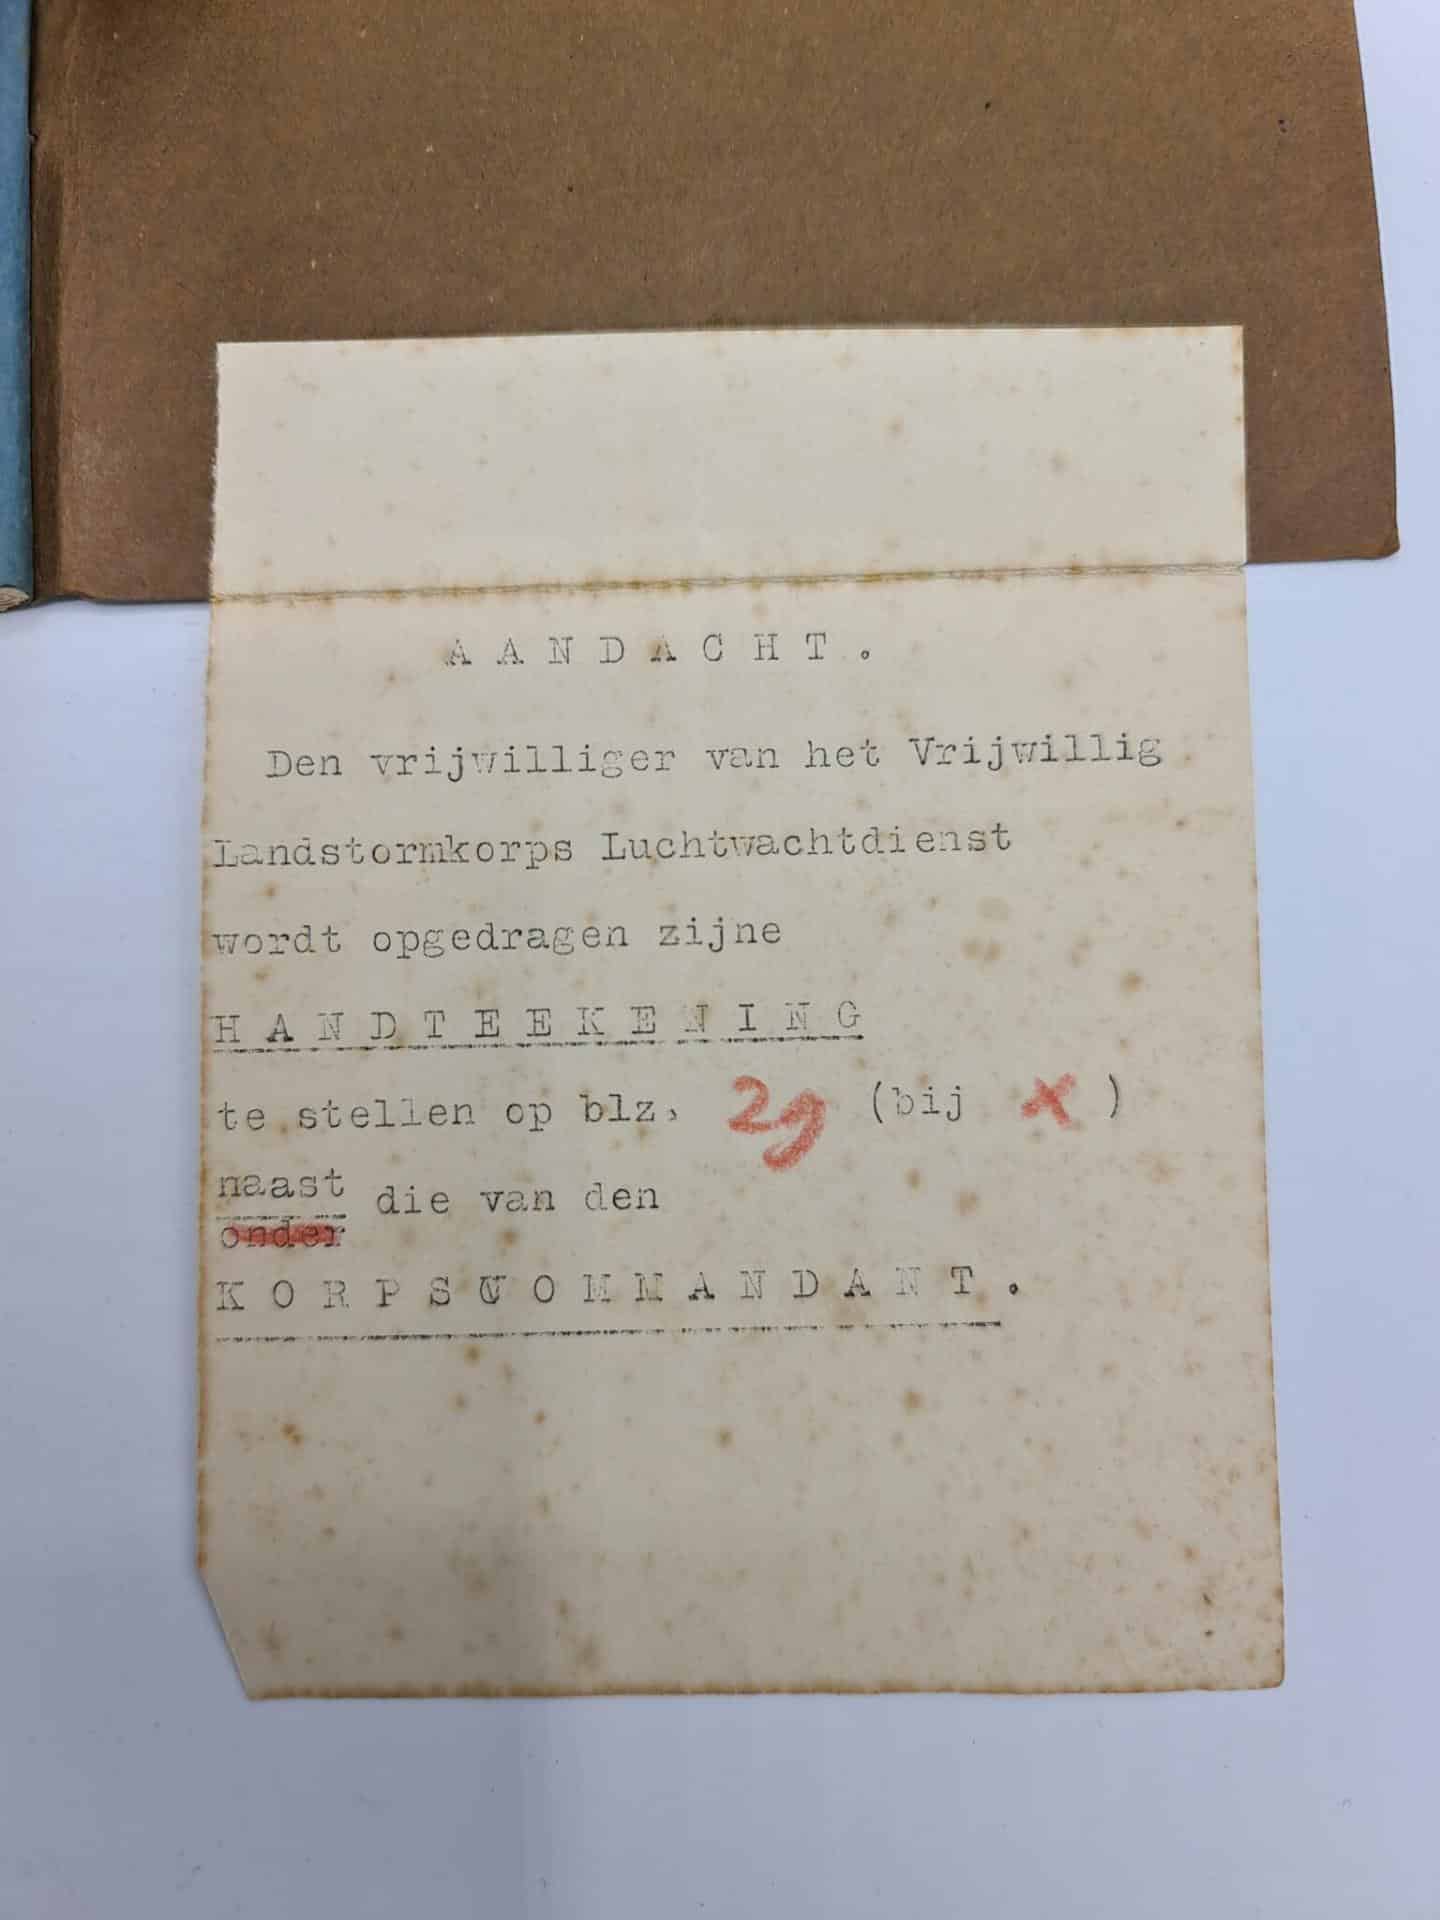 A A N D A C H T .
Den vrijwilliger van het Vrijwillig
Landstormkorps Luchtwachtdienst
wordt opgedragen zijne
H A N D T E E K E N I N G
te stellen op blz. 29 (bij x )
naast die van den
onder
K O R P S C O M M A N D A N T .